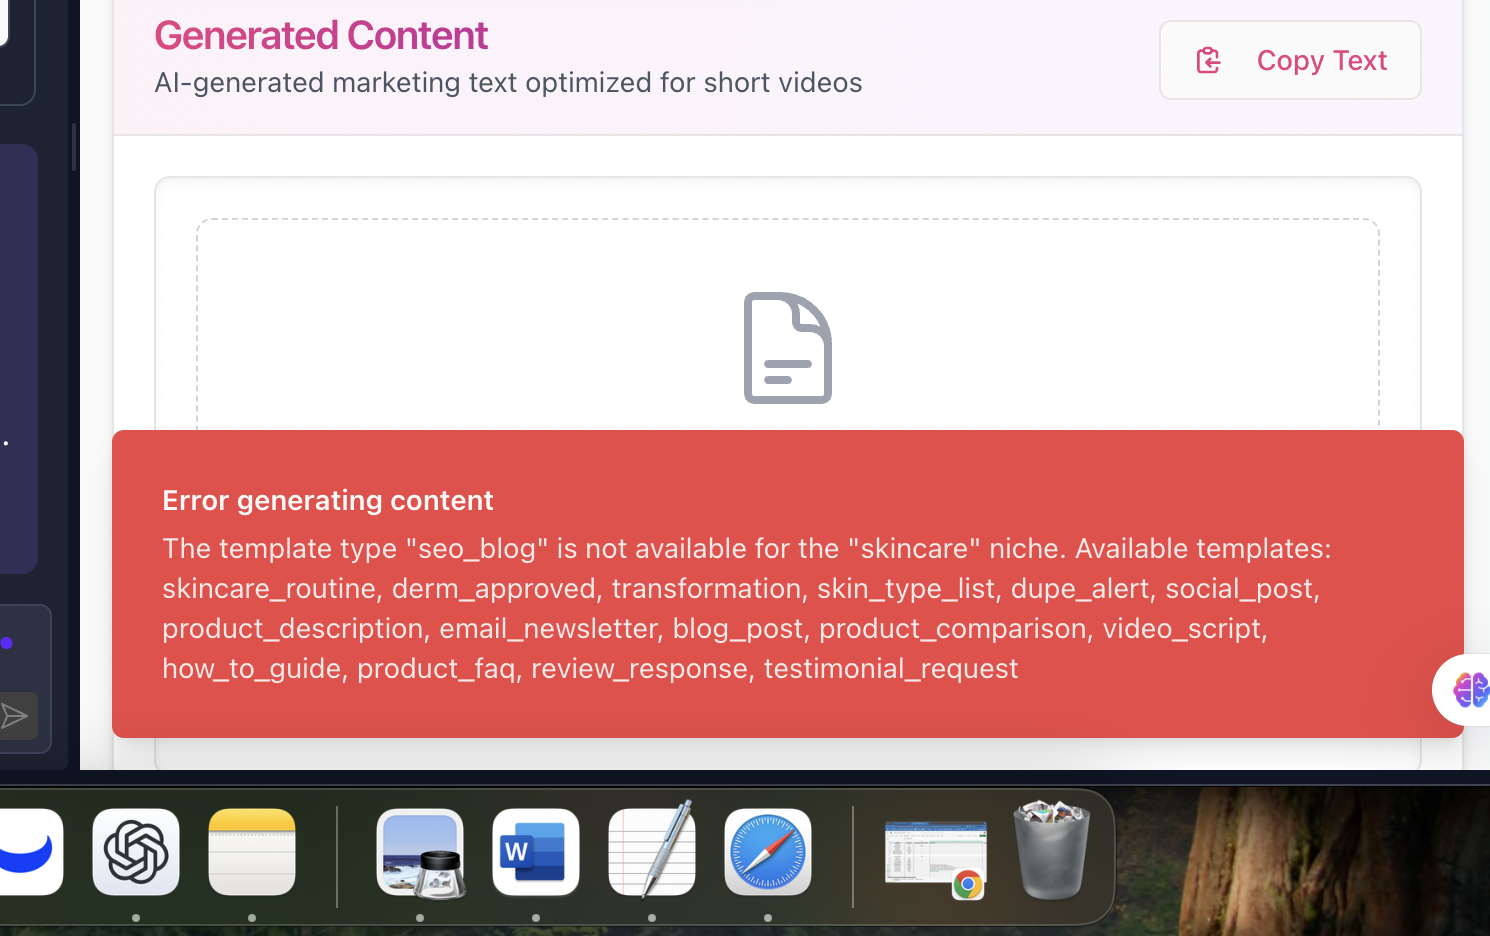 Generated Content
AI-generated marketing text optimized for short videos
Copy Text
Error generating content
The template type "seo_blog" is not available for the "skincare" niche. Available templates:
skincare_routine, derm_approved, transformation, skin_type_list, dupe_alert, social_post,
product_description, email_newsletter, blog_post, product_comparison, video_script,
how_to_guide, product_faq, review_response, testimonial_request
W